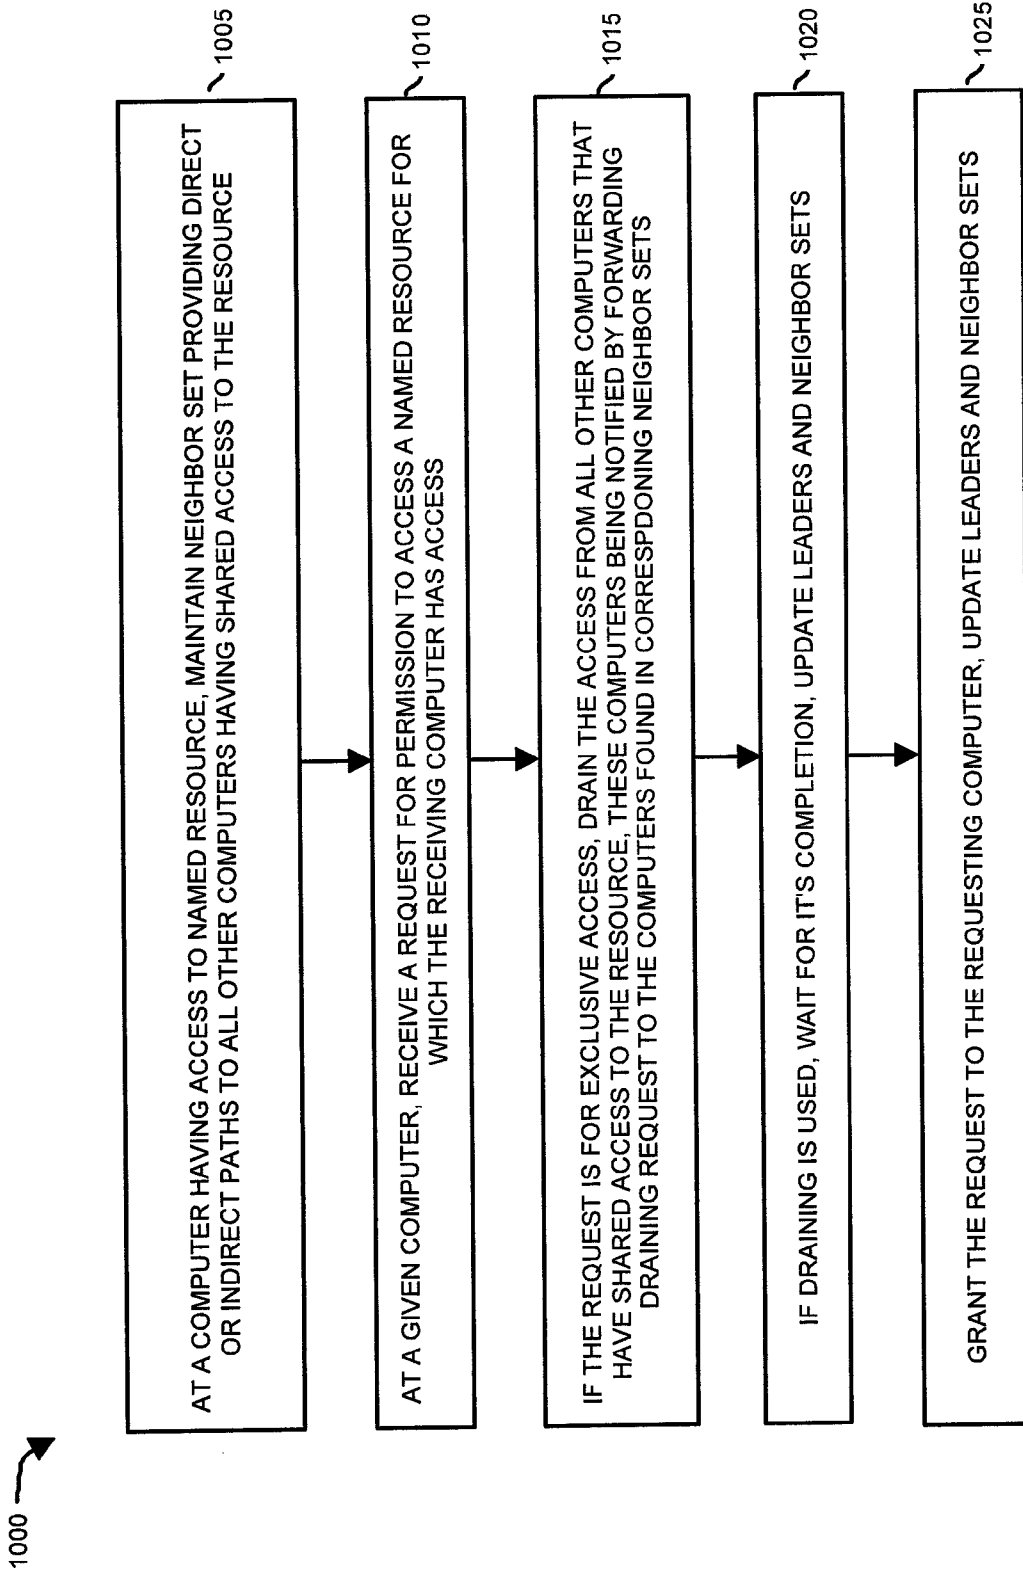 1000
AT A COMPUTER HAVING ACCESS TO NAMED RESOURCE, MAINTAIN NEIGHBOR SET PROVIDING DIRECT
OR INDIRECT PATHS TO ALL OTHER COMPUTERS HAVING SHARED ACCESS TO THE RESOURCE
1005
AT A GIVEN COMPUTER, RECEIVE A REQUEST FOR PERMISSION TO ACCESS A NAMED RESOURCE FOR
WHICH THE RECEIVING COMPUTER HAS ACCESS
1010
IF THE REQUEST IS FOR EXCLUSIVE ACCESS, DRAIN THE ACCESS FROM ALL OTHER COMPUTERS THAT
HAVE SHARED ACCESS TO THE RESOURCE, THESE COMPUTERS BEING NOTIFIED BY FORWARDING
DRAINING REQUEST TO THE COMPUTERS FOUND IN CORRESPDONING NEIGHBOR SETS
1015
IF DRAINING IS USED, WAIT FOR IT'S COMPLETION, UPDATE LEADERS AND NEIGHBOR SETS
1020
GRANT THE REQUEST TO THE REQUESTING COMPUTER, UPDATE LEADERS AND NEIGHBOR SETS
1025